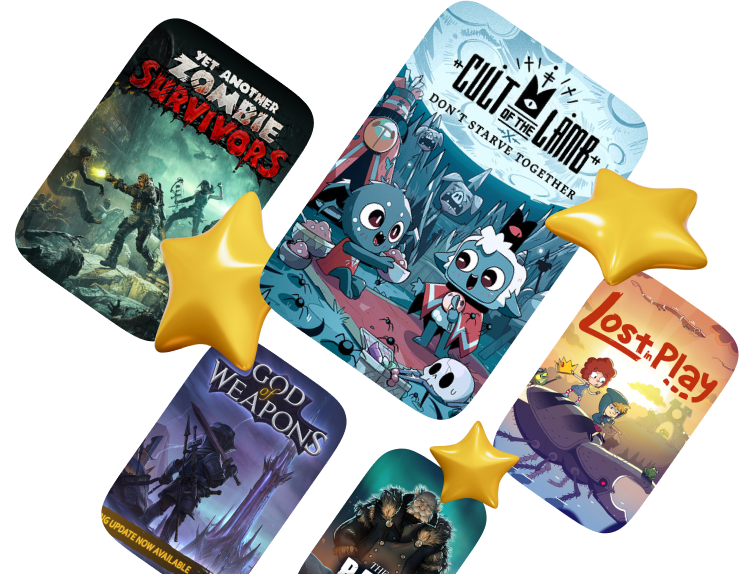 YET ANOTHER
ZOMBIE
SURVIVORS
CULT
OF THE
LAMB
DON'T STARVE TOGETHER
Lost
in
Play
GOD
of
WEAPONS
UPDATE NOW AVAILABLE
THE